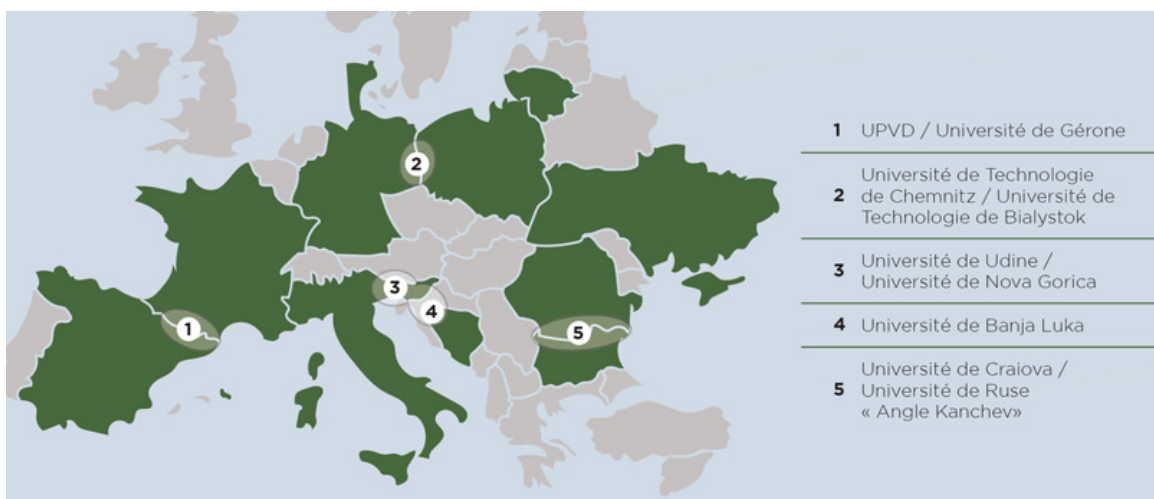 2
3
4
1
5
1 UPVD / Université de Gérone
2 Université de Technologie
de Chemnitz / Université de
Technologie de Bialystok
3 Université de Udine /
Université de Nova Gorica
4 Université de Banja Luka
5 Université de Craiova /
Université de Ruse
« Angle Kanchev»